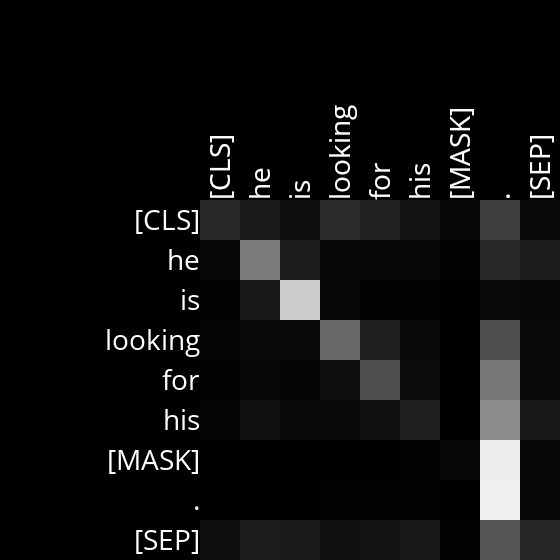 [CLS] he is looking for his [MASK] . [SEP]
[CLS]
he
is
looking
for
his
[MASK]
.
[SEP]